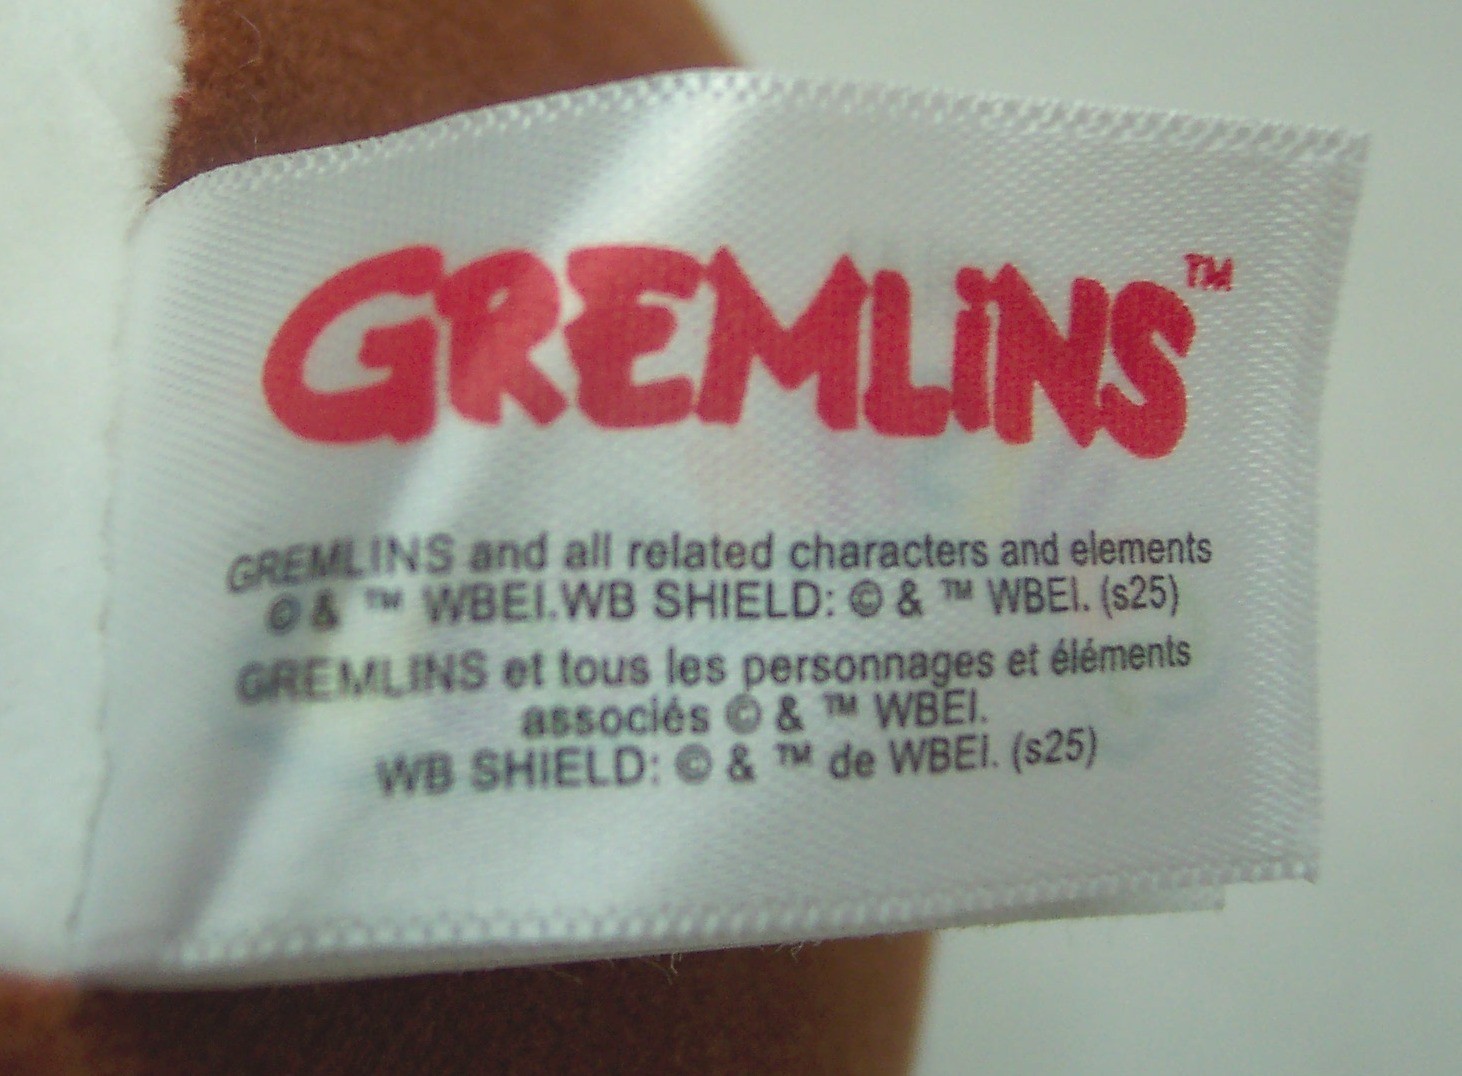 GREMLiNS™
GREMLINS and all related characters and elements
© & ™ WBEI.WB SHIELD: © & ™ WBEI. (s25)
GREMLINS et tous les personnages et éléments
associés © & ™ WBEI.
WB SHIELD: © & ™ de WBEI. (s25)